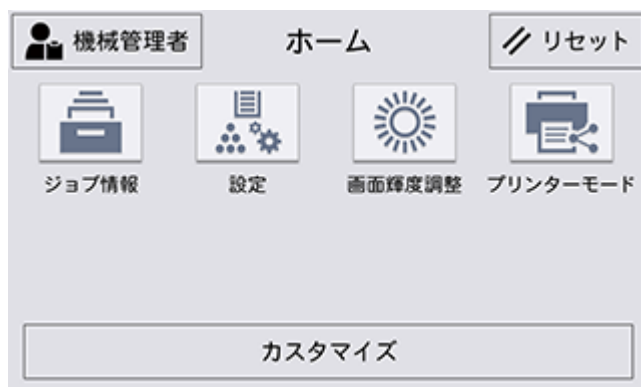 機械管理者
ホーム
リセット
ジョブ情報
設定
画面輝度調整
プリンターモード
カスタマイズ